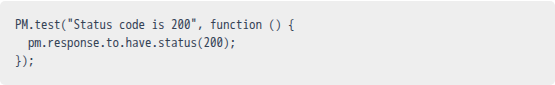 PM.test("Status code is 200", function () {
  pm.response.to.have.status(200);
});